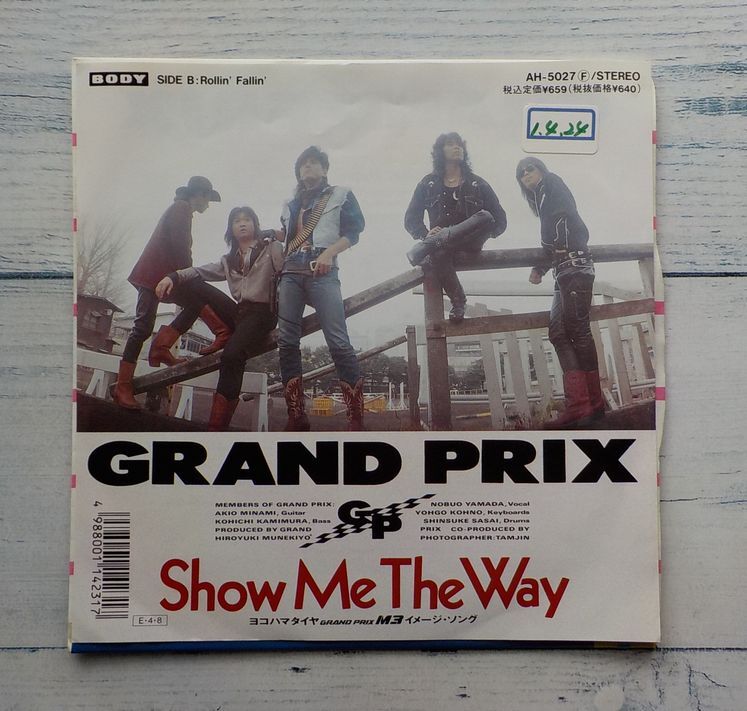 BODY SIDE B:Rollin' Fallin'
AH-5027 Ⓕ/STEREO
税込定価¥659(税抜価格¥640)
1.4.24
GRAND PRIX
MEMBERS OF GRAND PRIX: NOBUO YAMADA, Vocal
AKIO MINAMI, Guitar YOHGO KOHNO, Keyboards
KOHICHI KAMIMURA, Bass SHINSUKE SASAI, Drums
PRODUCED BY GRAND PRIX CO-PRODUCED BY
HIROYUKI MUNEKIYO PHOTOGRAPHER:TAMJIN
GP
4988001142317
Show Me The Way
E・4・8
ヨコハマタイヤ GRAND PRIX M3 イメージ・ソング